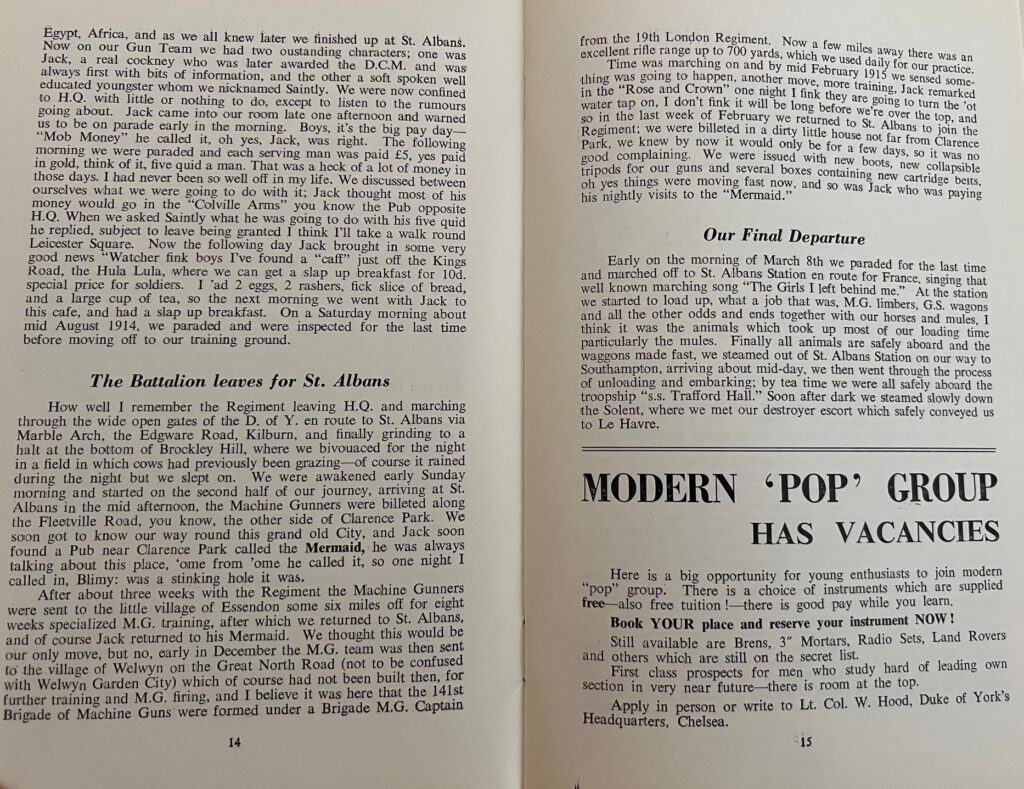 Egypt, Africa, and as we all knew later we finished up at St. Albans.
Now on our Gun Team we had two oustanding characters; one was
Jack, a real cockney who was later awarded the D.C.M. and was
always first with bits of information, and the other a soft spoken well
educated youngster whom we nicknamed Saintly. We were now confined
to H.Q. with little or nothing to do, except to listen to the rumours
going about. Jack came into our room late one afternoon and warned
us to be on parade early in the morning. Boys, it's the big pay day—
"Mob Money" he called it, oh yes, Jack, was right. The following
morning we were paraded and each serving man was paid £5, yes paid
in gold, think of it, five quid a man. That was a heck of a lot of money in
those days. I had never been so well off in my life. We discussed between
ourselves what we were going to do with it; Jack thought most of his
money would go in the "Colville Arms" you know the Pub opposite
H.Q. When we asked Saintly what he was going to do with his five quid
he replied, subject to leave being granted I think I'll take a walk round
Leicester Square. Now the following day Jack brought in some very
good news "Watcher fink boys I've found a "caff" just off the Kings
Road, the Hula Lula, where we can get a slap up breakfast for 10d.
special price for soldiers. I 'ad 2 eggs, 2 rashers, fick slice of bread,
and a large cup of tea, so the next morning we went with Jack to
this cafe, and had a slap up breakfast. On a Saturday morning about
mid August 1914, we paraded and were inspected for the last time
before moving off to our training ground.
The Battalion leaves for St. Albans
How well I remember the Regiment leaving H.Q. and marching
through the wide open gates of the D. of Y. en route to St. Albans via
Marble Arch, the Edgware Road, Kilburn, and finally grinding to a
halt at the bottom of Brockley Hill, where we bivouaced for the night
in a field in which cows had previously been grazing—of course it rained
during the night but we slept on. We were awakened early Sunday
morning and started on the second half of our journey, arriving at St.
Albans in the mid afternoon, the Machine Gunners were billeted along
the Fleetville Road, you know, the other side of Clarence Park. We
soon got to know our way round this grand old City, and Jack soon
found a Pub near Clarence Park called the Mermaid, he was always
talking about this place, 'ome from 'ome he called it, so one night I
called in, Blimy: was a stinking hole it was.
After about three weeks with the Regiment the Machine Gunners
were sent to the little village of Essendon some six miles off for eight
weeks specialized M.G. training, after which we returned to St. Albans,
and of course Jack returned to his Mermaid. We thought this would be
our only move, but no, early in December the M.G. team was then sent
to the village of Welwyn on the Great North Road (not to be confused
with Welwyn Garden City) which of course had not been built then, for
further training and M.G. firing, and I believe it was here that the 141st
Brigade of Machine Guns were formed under a Brigade M.G. Captain
14
from the 19th London Regiment. Now a few miles away there was an
excellent rifle range up to 700 yards, which we used daily for our practice.
Time was marching on and by mid February 1915 we sensed some-
thing was going to happen, another move, more training, Jack remarked
in the "Rose and Crown" one night I fink they are going to turn the 'ot
water tap on, I don't fink it will be long before we're over the top, and
so in the last week of February we returned to St. Albans to join the
Regiment; we were billeted in a dirty little house not far from Clarence
Park, we knew by now it would only be for a few days, so it was no
good complaining. We were issued with new boots, new collapsible
tripods for our guns and several boxes containing new cartridge belts,
oh yes things were moving fast now, and so was Jack who was paying
his nightly visits to the "Mermaid."
Our Final Departure
Early on the morning of March 8th we paraded for the last time
and marched off to St. Albans Station en route for France, singing that
well known marching song "The Girls I left behind me." At the station
we started to load up, what a job that was, M.G. limbers, G.S. wagons
and all the other odds and ends together with our horses and mules, I
think it was the animals which took up most of our loading time
particularly the mules. Finally all animals are safely aboard and the
waggons made fast, we steamed out of St. Albans Station on our way to
Southampton, arriving about mid-day, we then went through the process
of unloading and embarking; by tea time we were all safely aboard the
troopship "s.s. Trafford Hall." Soon after dark we steamed slowly down
the Solent, where we met our destroyer escort which safely conveyed us
to Le Havre.
MODERN 'POP' GROUP
HAS VACANCIES
Here is a big opportunity for young enthusiasts to join modern
"pop" group. There is a choice of instruments which are supplied
free—also free tuition!—there is good pay while you learn.
Book YOUR place and reserve your instrument NOW!
Still available are Brens, 3" Mortars, Radio Sets, Land Rovers
and others which are still on the secret list.
First class prospects for men who study hard of leading own
section in very near future—there is room at the top.
Apply in person or write to Lt. Col. W. Hood, Duke of York's
Headquarters, Chelsea.
15